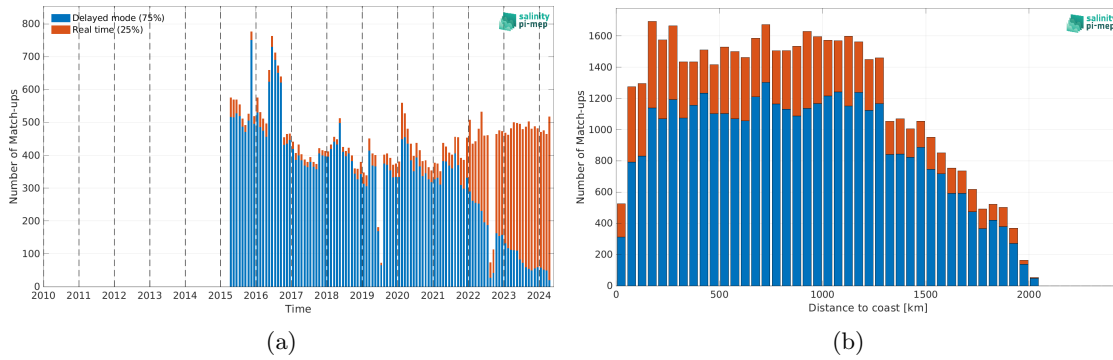 Delayed mode (75%)
Real time (25%)
salinity
pi-mep
800
700
600
500
400
300
200
100
0
Number of Match-ups
2010 2011 2012 2013 2014 2015 2016 2017 2018 2019 2020 2021 2022 2023 2024
Time
(a)
salinity
pi-mep
1600
1400
1200
1000
800
600
400
200
0
Number of Match-ups
0 500 1000 1500 2000
Distance to coast [km]
(b)